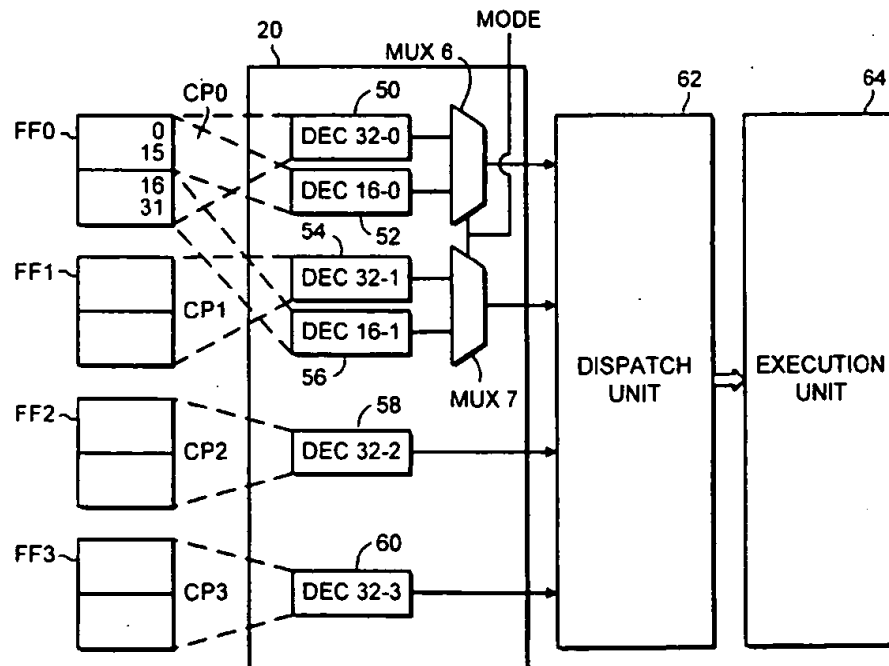 MODE
20
MUX 6
62
64
50
CP0
FF0
0
15
16
31
DEC 32-0
DEC 16-0
52
54
FF1
CP1
DEC 32-1
DEC 16-1
56
MUX 7
DISPATCH
UNIT
EXECUTION
UNIT
FF2
CP2
58
DEC 32-2
FF3
CP3
60
DEC 32-3